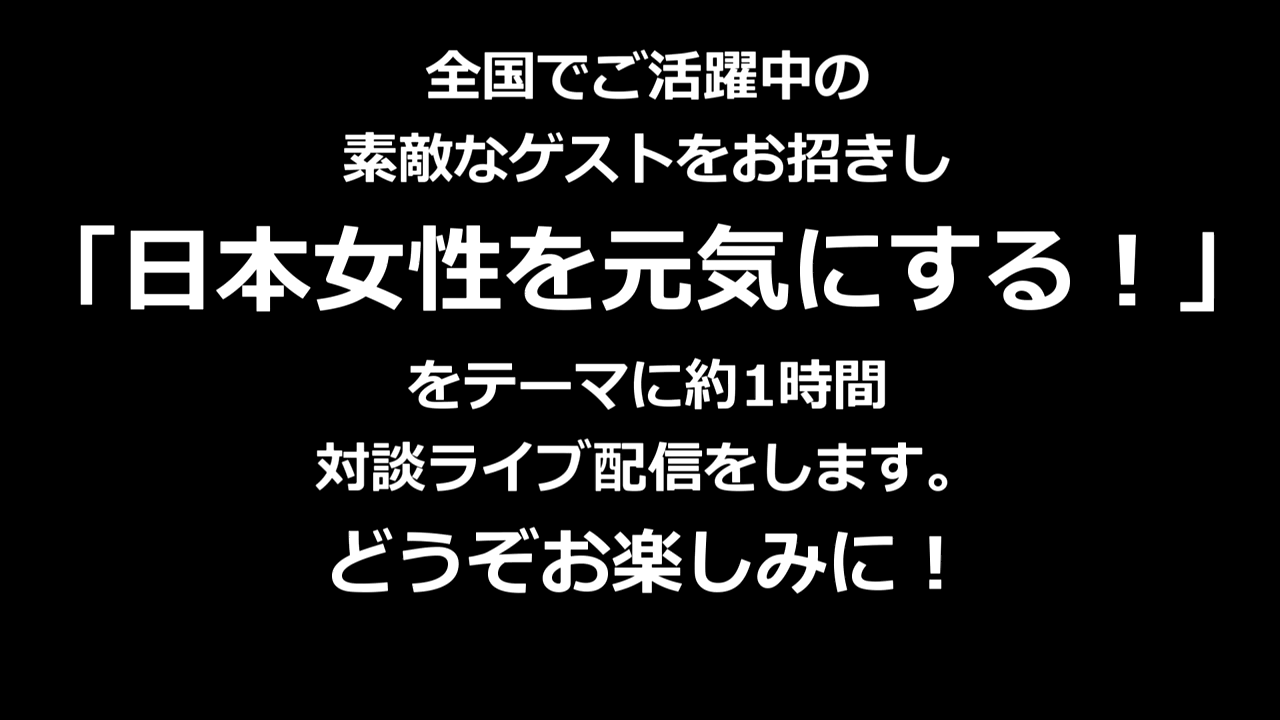 全国でご活躍中の
素敵なゲストをお招きし
「日本女性を元気にする！」
をテーマに約1時間
対談ライブ配信をします。
どうぞお楽しみに！